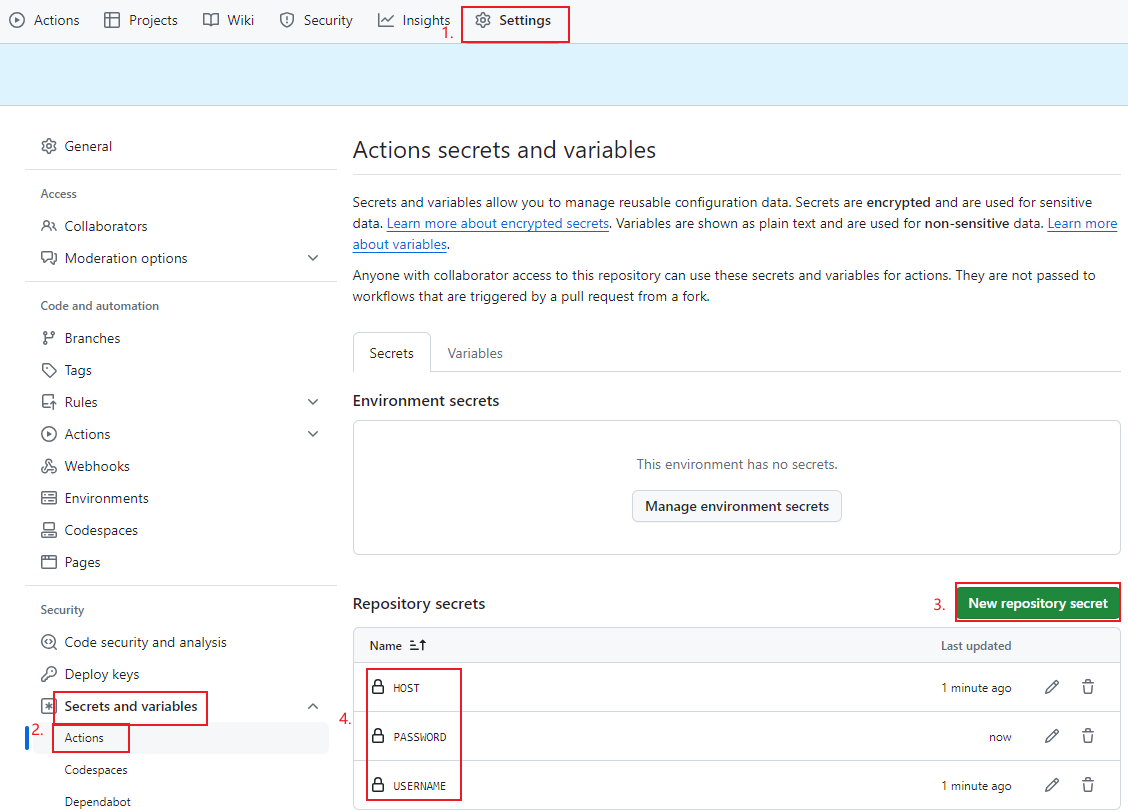 Actions Projects Wiki Security Insights Settings
1.
General
Access
Collaborators
Moderation options
Code and automation
Branches
Tags
Rules
Actions
Webhooks
Environments
Codespaces
Pages
Security
Code security and analysis
Deploy keys
Secrets and variables
2.
Actions
Codespaces
Dependabot
Actions secrets and variables
Secrets and variables allow you to manage reusable configuration data. Secrets are encrypted and are used for sensitive
data. Learn more about encrypted secrets. Variables are shown as plain text and are used for non-sensitive data. Learn more
about variables.
Anyone with collaborator access to this repository can use these secrets and variables for actions. They are not passed to
workflows that are triggered by a pull request from a fork.
Secrets Variables
Environment secrets
This environment has no secrets.
Manage environment secrets
Repository secrets 3. New repository secret
Name Last updated
HOST 1 minute ago
4.
PASSWORD now
USERNAME 1 minute ago